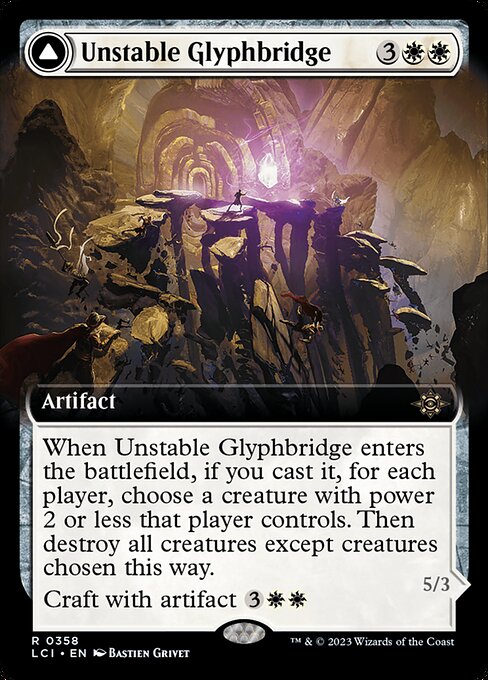 Unstable Glyphbridge 3
Artifact
When Unstable Glyphbridge enters
the battlefield, if you cast it, for each
player, choose a creature with power
2 or less that player controls. Then
destroy all creatures except creatures
chosen this way.
5/3
Craft with artifact 3
R 0358
LCI • EN Bastien Grivet
™ & © 2023 Wizards of the Coast